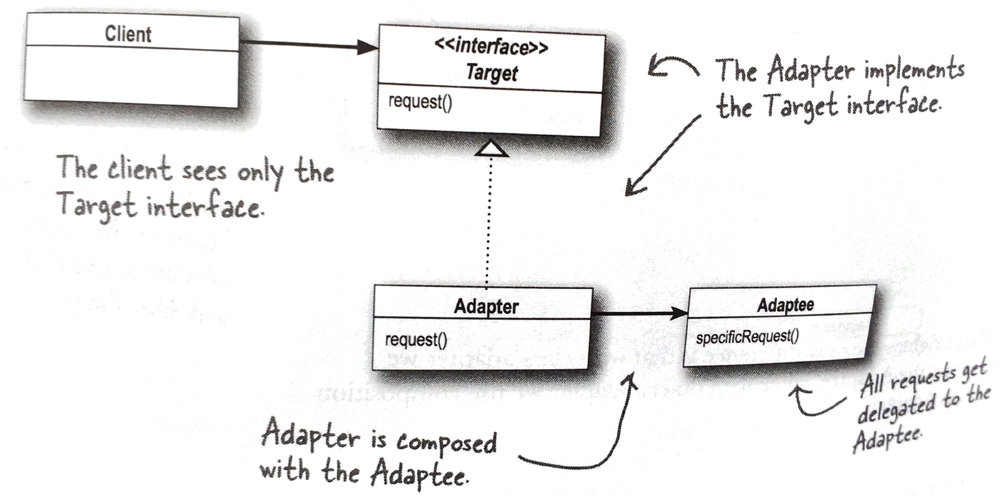 Client
<<interface>>
Target
request()
The Adapter implements
the Target interface.
The client sees only the
Target interface.
Adapter
request()
Adaptee
specificRequest()
All requests get
delegated to the
Adaptee.
Adapter is composed
with the Adaptee.